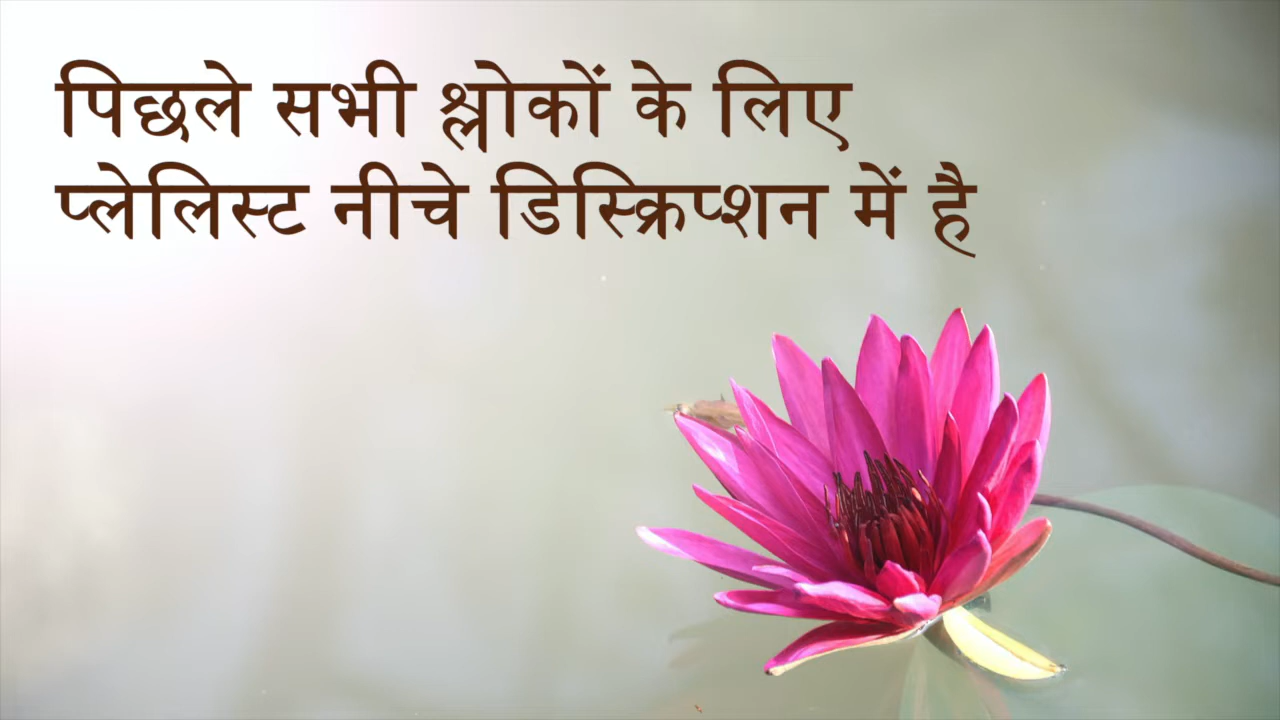 पिछले सभी श्लोकों के लिए
प्लेलिस्ट नीचे डिस्क्रिप्शन में है